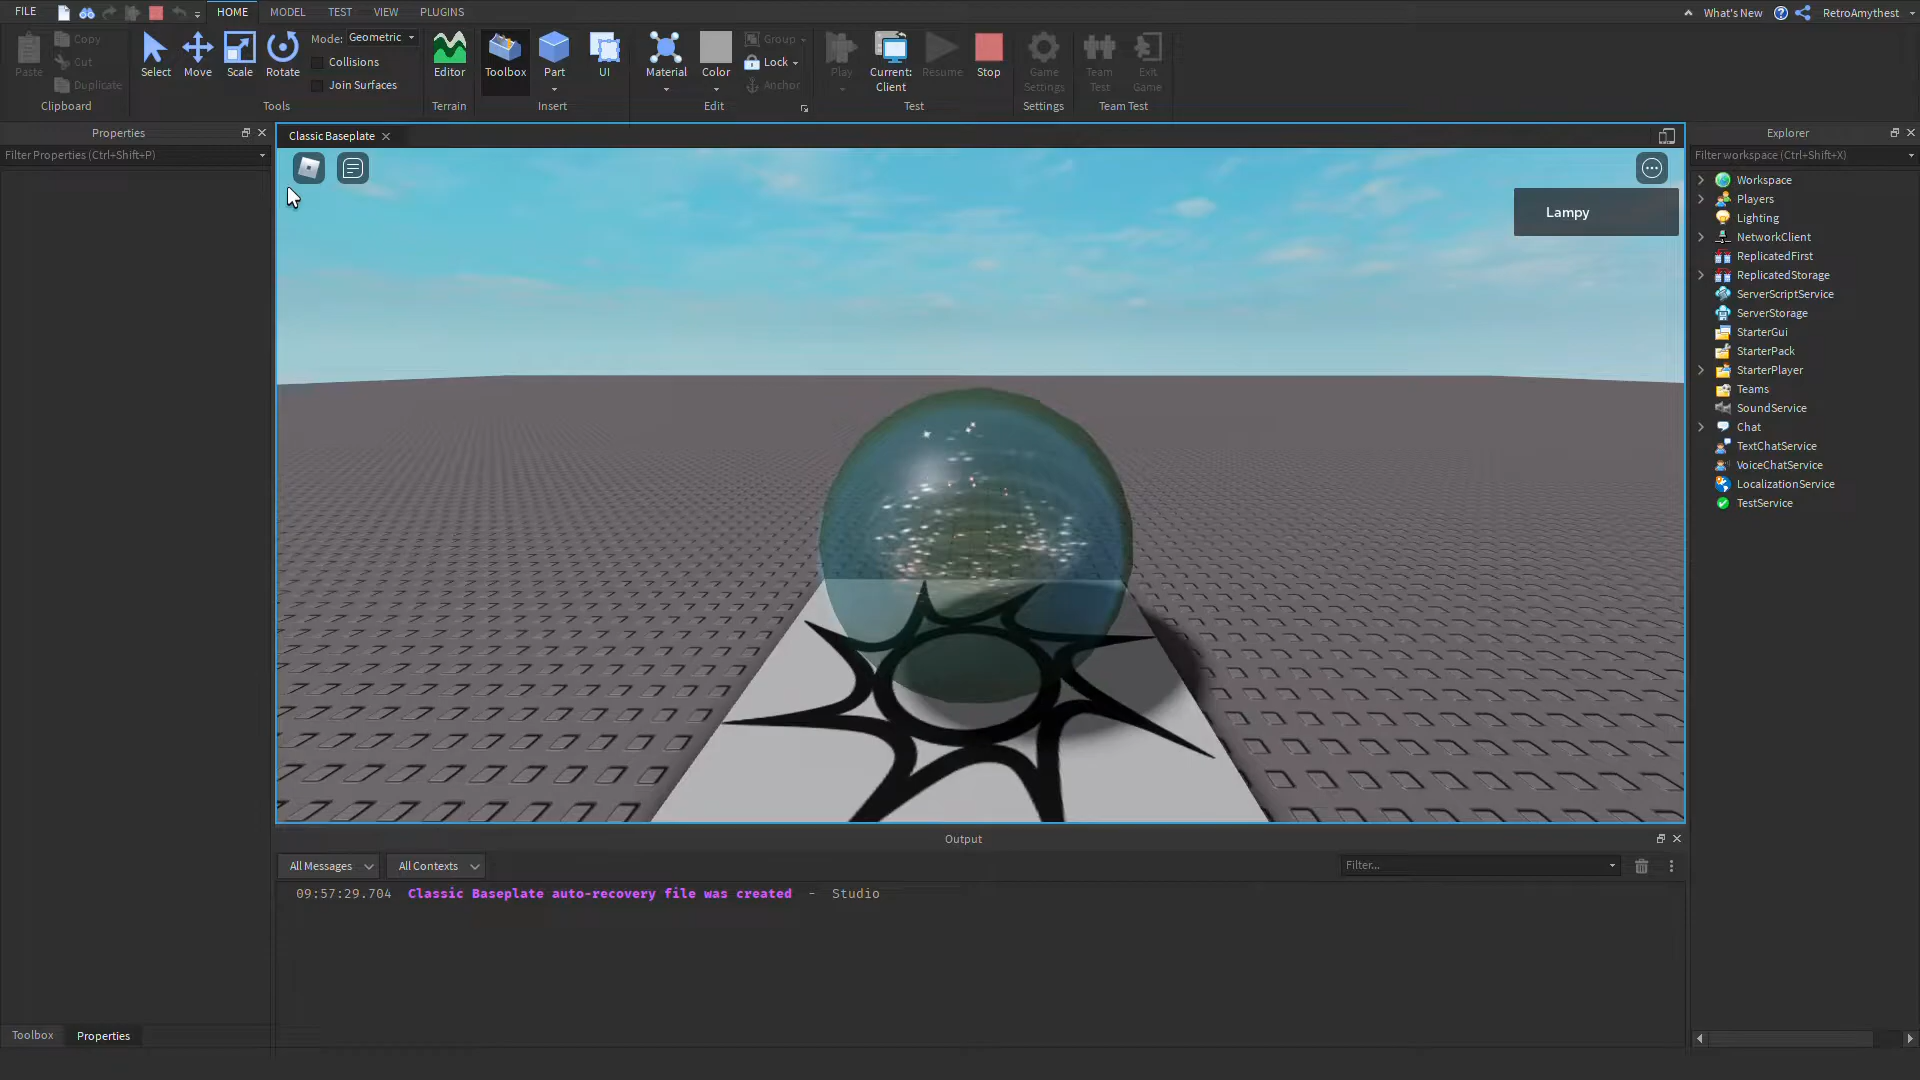 FILE HOME MODEL TEST VIEW PLUGINS What's New RetroAmythest
Paste Copy Cut Duplicate Clipboard
Select Move Scale Rotate Mode: Geometric Collisions Join Surfaces Tools
Editor Terrain
Toolbox Part UI Insert
Material Color Group Lock Anchor Edit
Play Current: Client Resume Stop Test
Game Settings Settings
Team Test Exit Game Team Test
Properties
Filter Properties (Ctrl+Shift+P)
Classic Baseplate
Lampy
Explorer
Filter workspace (Ctrl+Shift+X)
Workspace
Players
Lighting
NetworkClient
ReplicatedFirst
ReplicatedStorage
ServerScriptService
ServerStorage
StarterGui
StarterPack
StarterPlayer
Teams
SoundService
Chat
TextChatService
VoiceChatService
LocalizationService
TestService
Output
All Messages All Contexts Filter...
09:57:29.704 Classic Baseplate auto-recovery file was created - Studio
Toolbox Properties